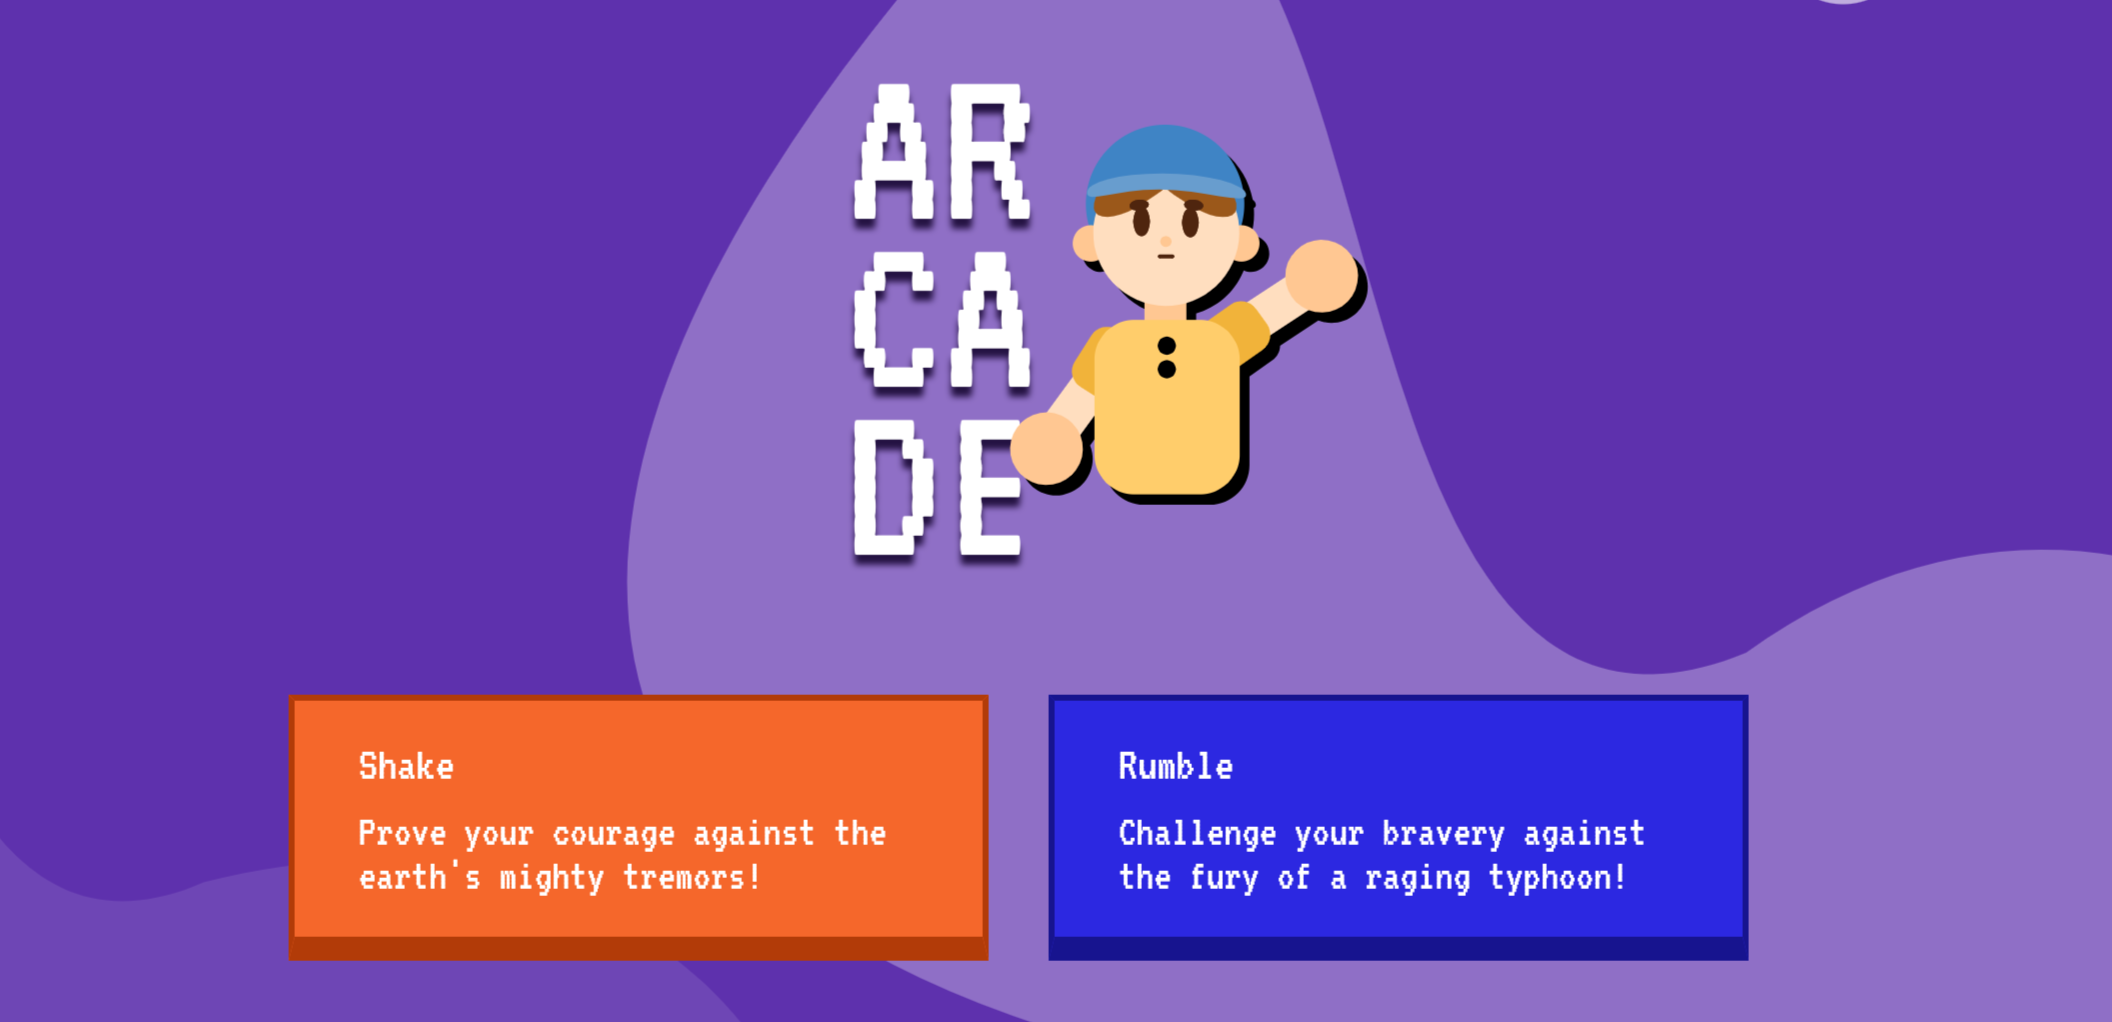 AR
CA
DE
Shake
Prove your courage against the
earth's mighty tremors!
Rumble
Challenge your bravery against
the fury of a raging typhoon!